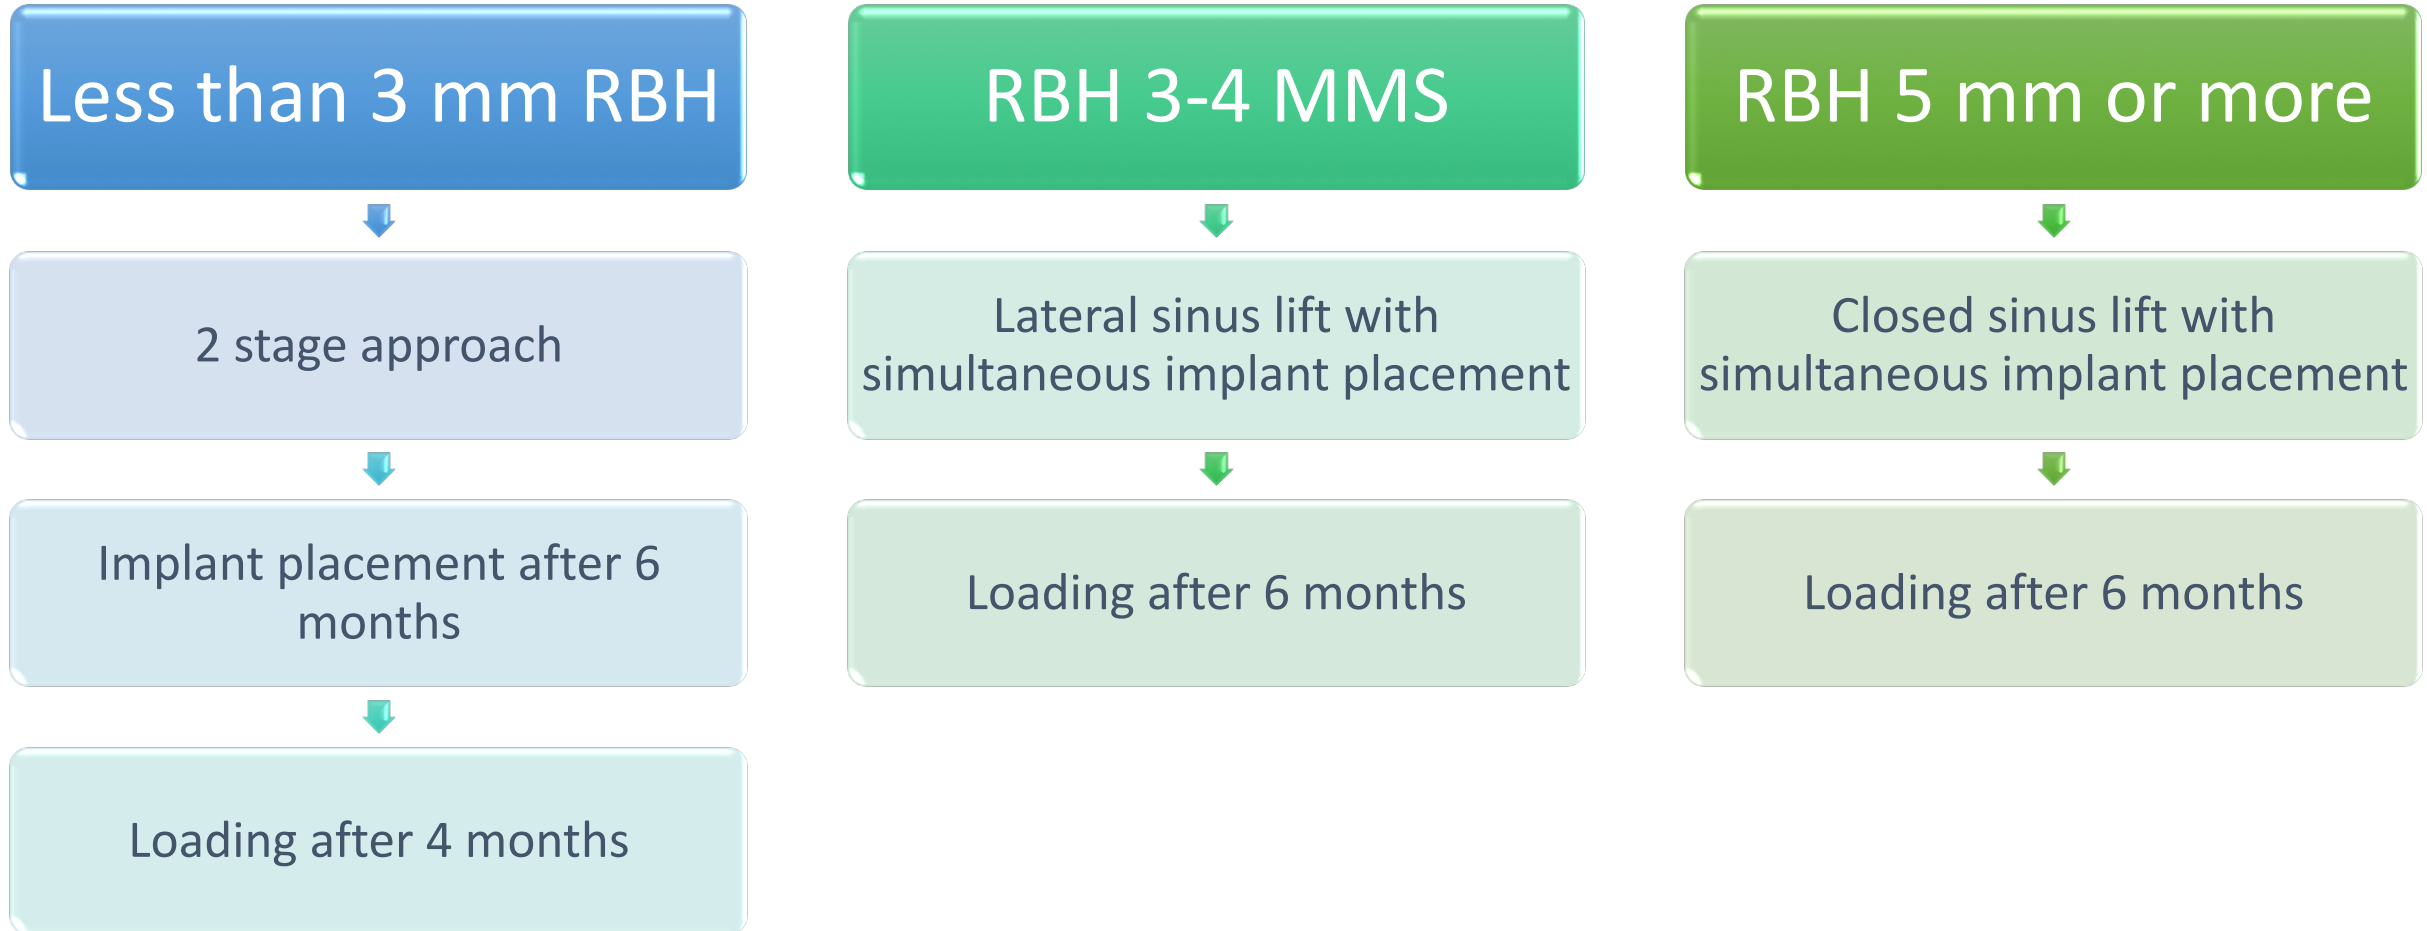 Less than 3 mm RBH
2 stage approach
Implant placement after 6
months
Loading after 4 months
RBH 3-4 MMS
Lateral sinus lift with
simultaneous implant placement
Loading after 6 months
RBH 5 mm or more
Closed sinus lift with
simultaneous implant placement
Loading after 6 months